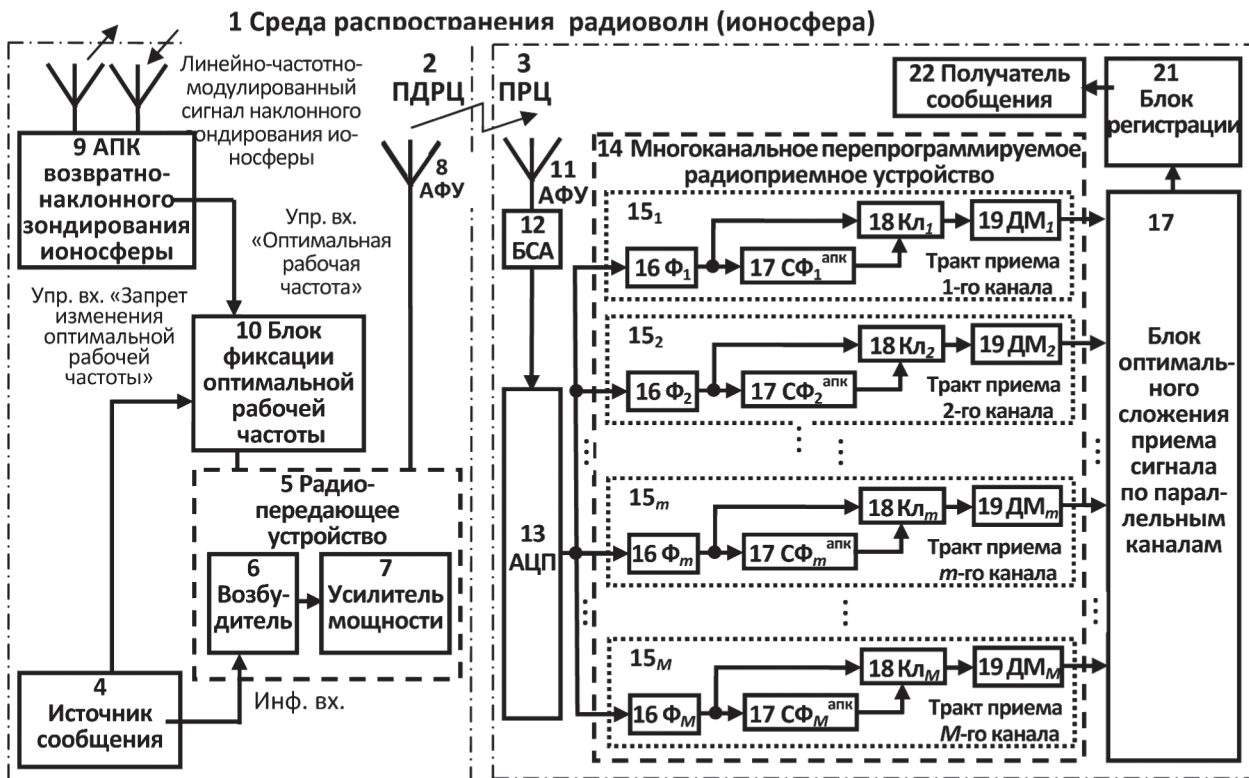 1 Среда распространения радиоволн (ионосфера)
Линейно-частотно-
модулированный
сигнал наклонного
зондирования ио-
носферы
2
ПДРЦ
3
ПРЦ
9 АПК
возвратно-
наклонного
зондирования
ионосферы
8
АФУ
11
АФУ
12
БСА
Упр. вх.
«Оптимальная
рабочая
частота»
Упр. вх. «Запрет
изменения
оптимальной
рабочей
частоты»
10 Блок
фиксации
оптимальной
рабочей
частоты
5 Радио-
передающее
устройство
6
Возбу-
дитель
7
Усилитель
мощности
4
Источник
сообщения
Инф. вх.
13
АЦП
22 Получатель
сообщения
21
Блок
регистрации
14 Многоканальное перепрограммируемое
радиоприемное устройство
15₁
16 Ф₁
17 СФ₁ᵃᵖᵏ
18 Кл₁
19 ДМ₁
Тракт приема
1-го канала
15₂
16 Ф₂
17 СФ₂ᵃᵖᵏ
18 Кл₂
19 ДМ₂
Тракт приема
2-го канала
15m
16 Фm
17 СФm апк
18 Клm
19 ДМm
Тракт приема
m-го канала
15M
16 ФM
17 СФM апк
18 КлM
19 ДМM
Тракт приема
M-го канала
17
Блок
оптималь-
ного
сложения
приема
сигнала
по парал-
лельным
каналам